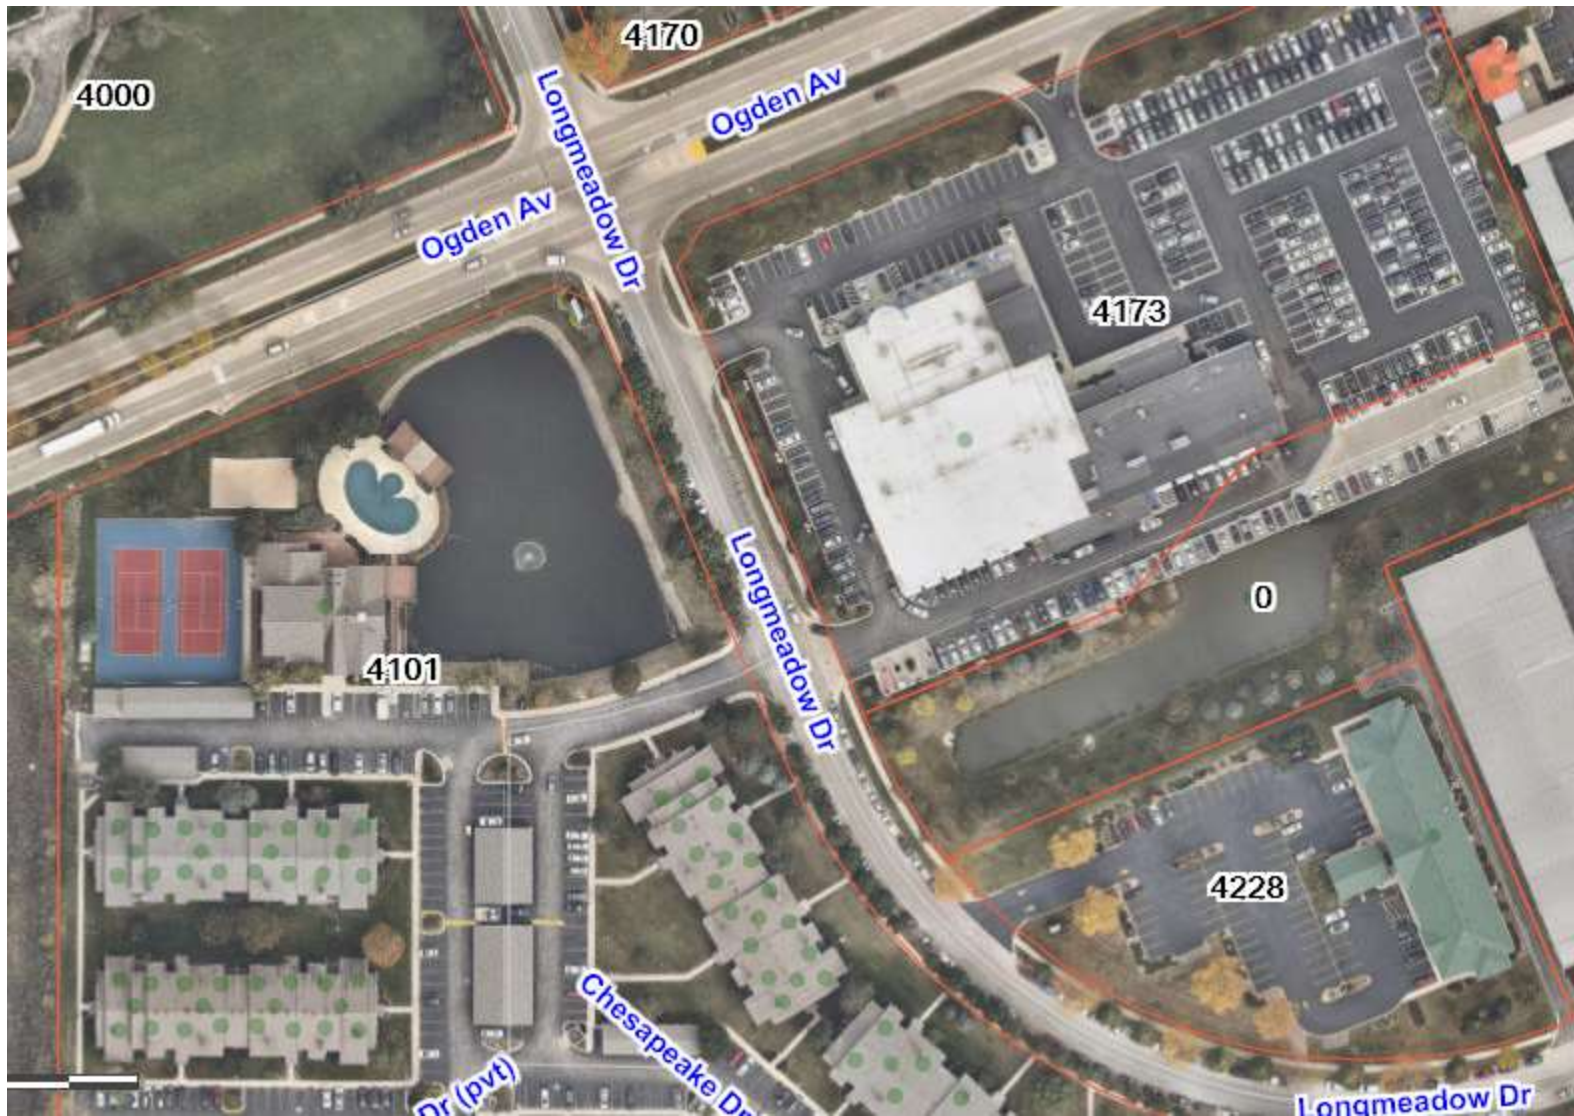 4170
4000
Longmeadow Dr
Ogden Av
Ogden Av
4173
Longmeadow Dr
0
4101
4228
Chesapeake Dr
Dr (pvt)
Longmeadow Dr